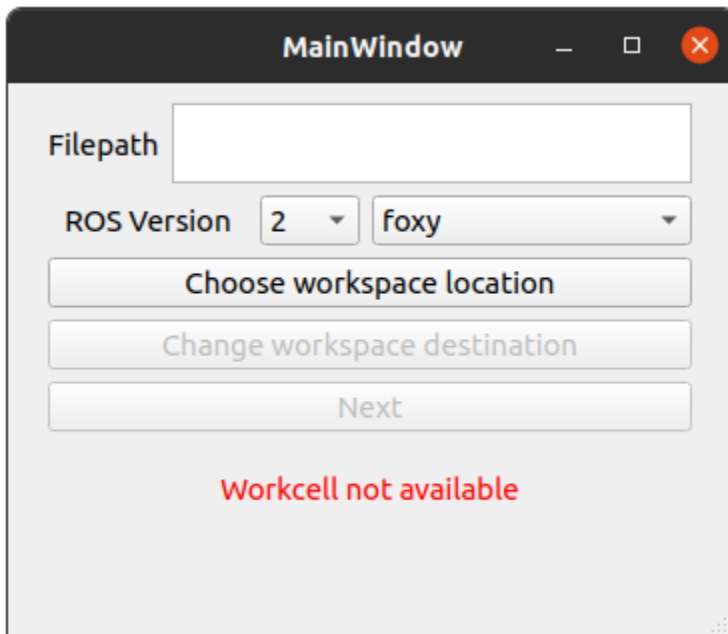 MainWindow
Filepath
ROS Version 2 foxy
Choose workspace location
Change workspace destination
Next
Workcell not available